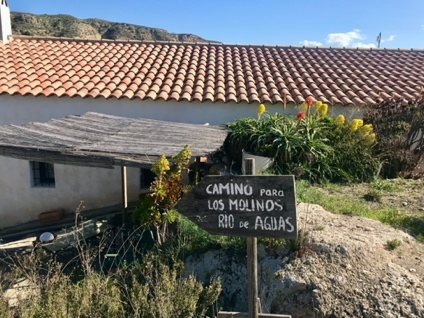 CAMINO PARA
LOS MOLINOS
RIO DE AGUAS